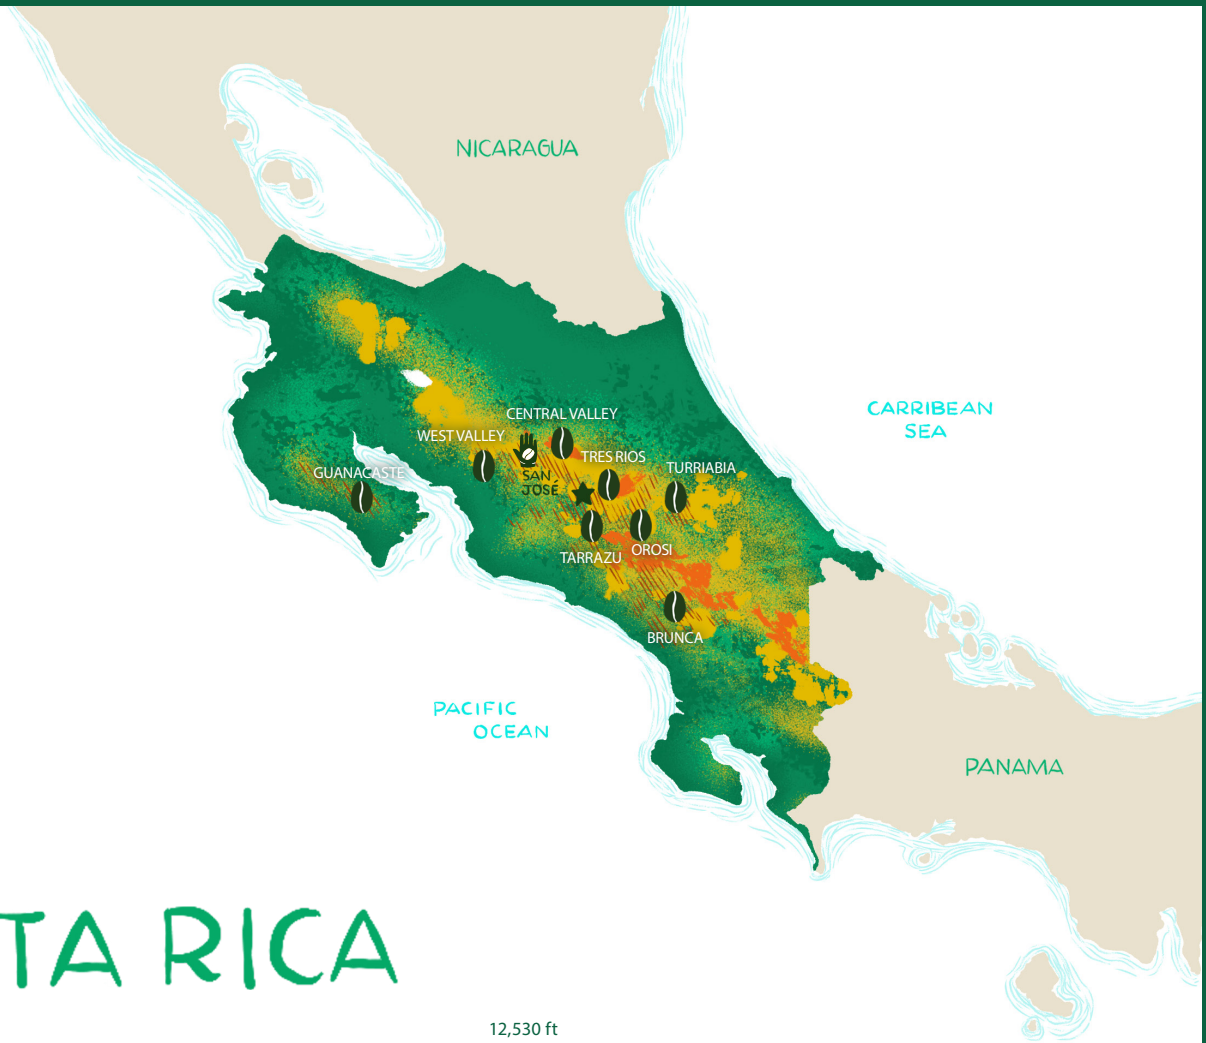 NICARAGUA
CARRIBEAN
SEA
CENTRAL VALLEY
WEST VALLEY
TRES RIOS
TURRIABIA
GUANACASTE
SAN
JOSÉ
TARRAZU
OROSI
BRUNCA
PACIFIC
OCEAN
PANAMA
TA RICA
12,530 ft